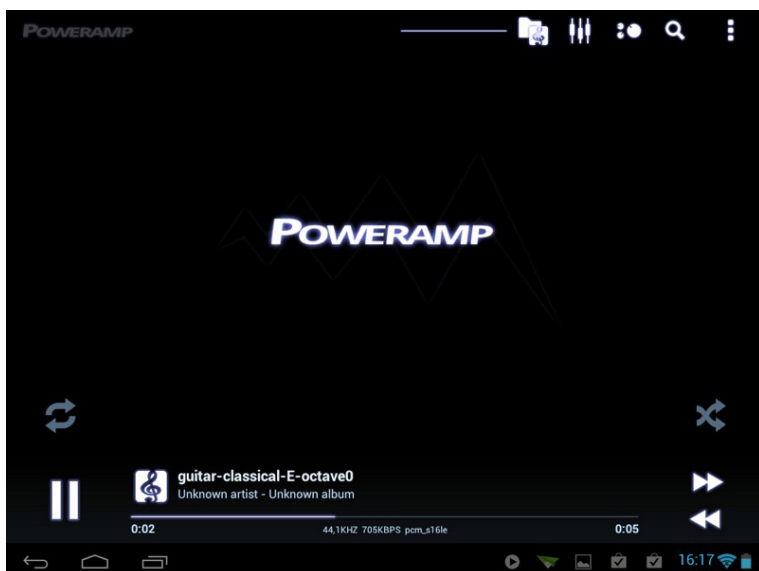 POWERAMP
POWERAMP
guitar-classical-E-octave0
Unknown artist - Unknown album
0:02 44,1KHZ 705KBPS pcm_s16le 0:05
16:17